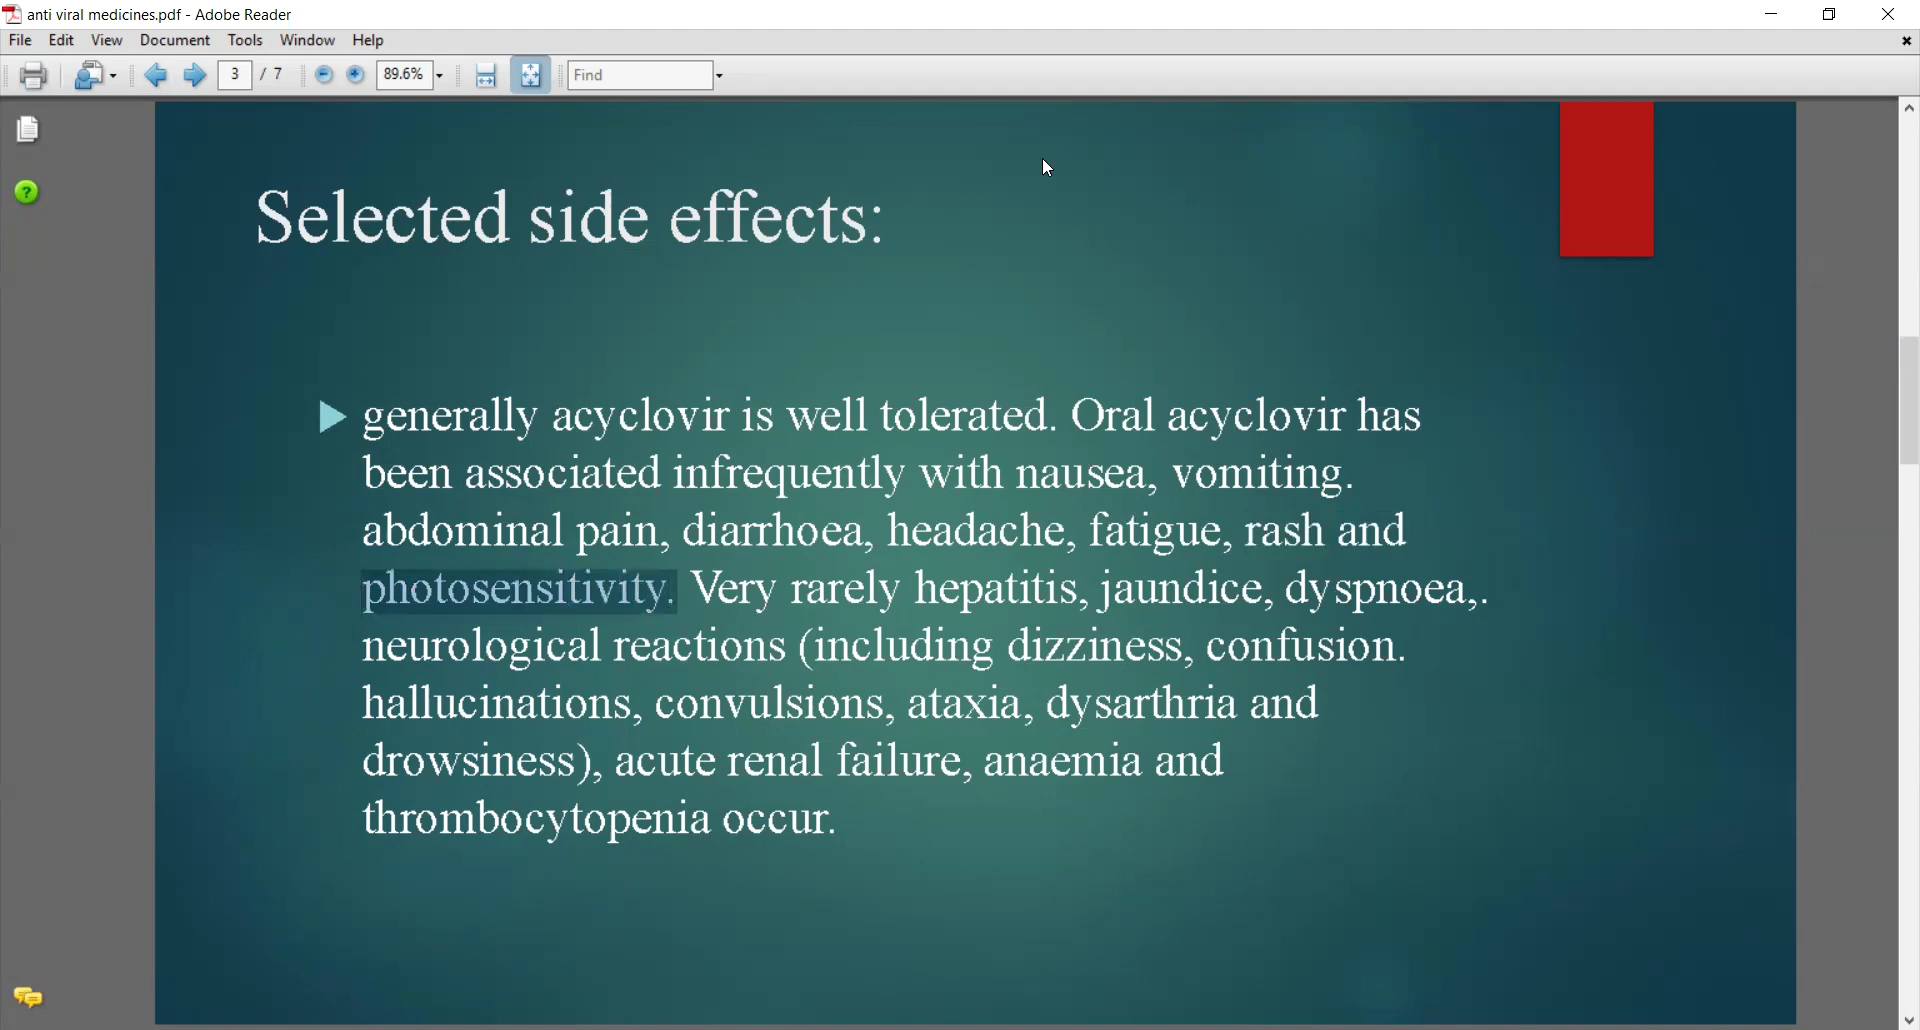 anti viral medicines.pdf - Adobe Reader
File Edit View Document Tools Window Help
3 / 7 89.6% Find
Selected side effects:
generally acyclovir is well tolerated. Oral acyclovir has
been associated infrequently with nausea, vomiting.
abdominal pain, diarrhoea, headache, fatigue, rash and
photosensitivity. Very rarely hepatitis, jaundice, dyspnoea,.
neurological reactions (including dizziness, confusion.
hallucinations, convulsions, ataxia, dysarthria and
drowsiness), acute renal failure, anaemia and
thrombocytopenia occur.